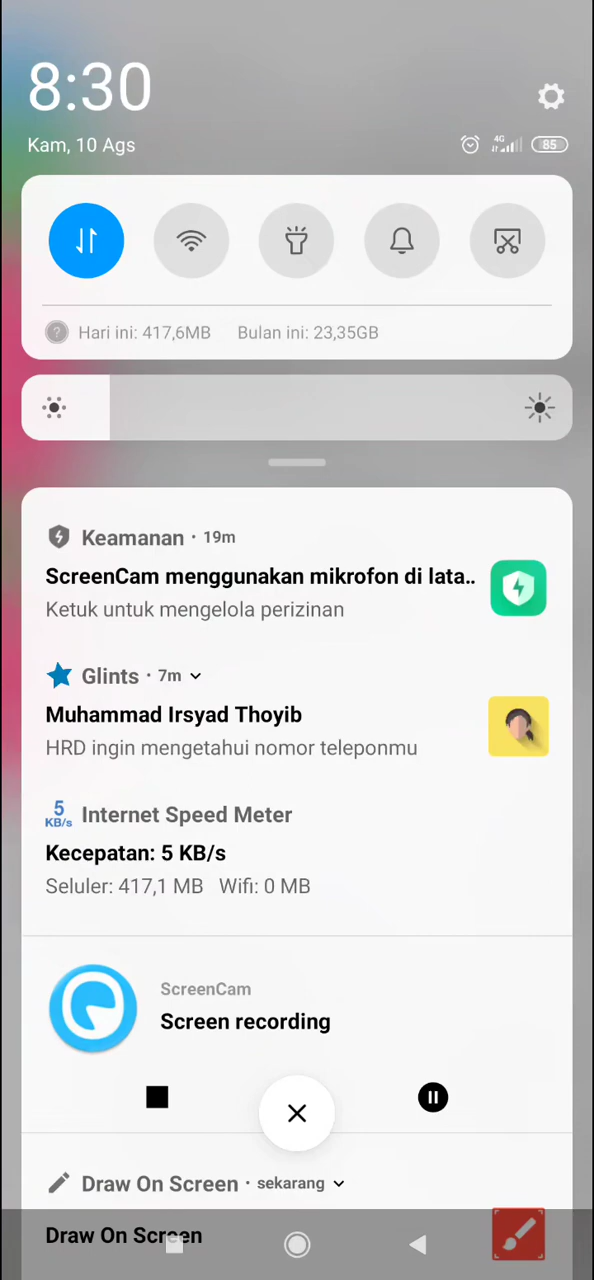 8:30
Kam, 10 Ags
4G
85
Hari ini: 417,6MB Bulan ini: 23,35GB
Keamanan · 19m
ScreenCam menggunakan mikrofon di lata..
Ketuk untuk mengelola perizinan
Glints · 7m
Muhammad Irsyad Thoyib
HRD ingin mengetahui nomor teleponmu
5 KB/s
Internet Speed Meter
Kecepatan: 5 KB/s
Seluler: 417,1 MB Wifi: 0 MB
ScreenCam
Screen recording
Draw On Screen · sekarang
Draw On Screen